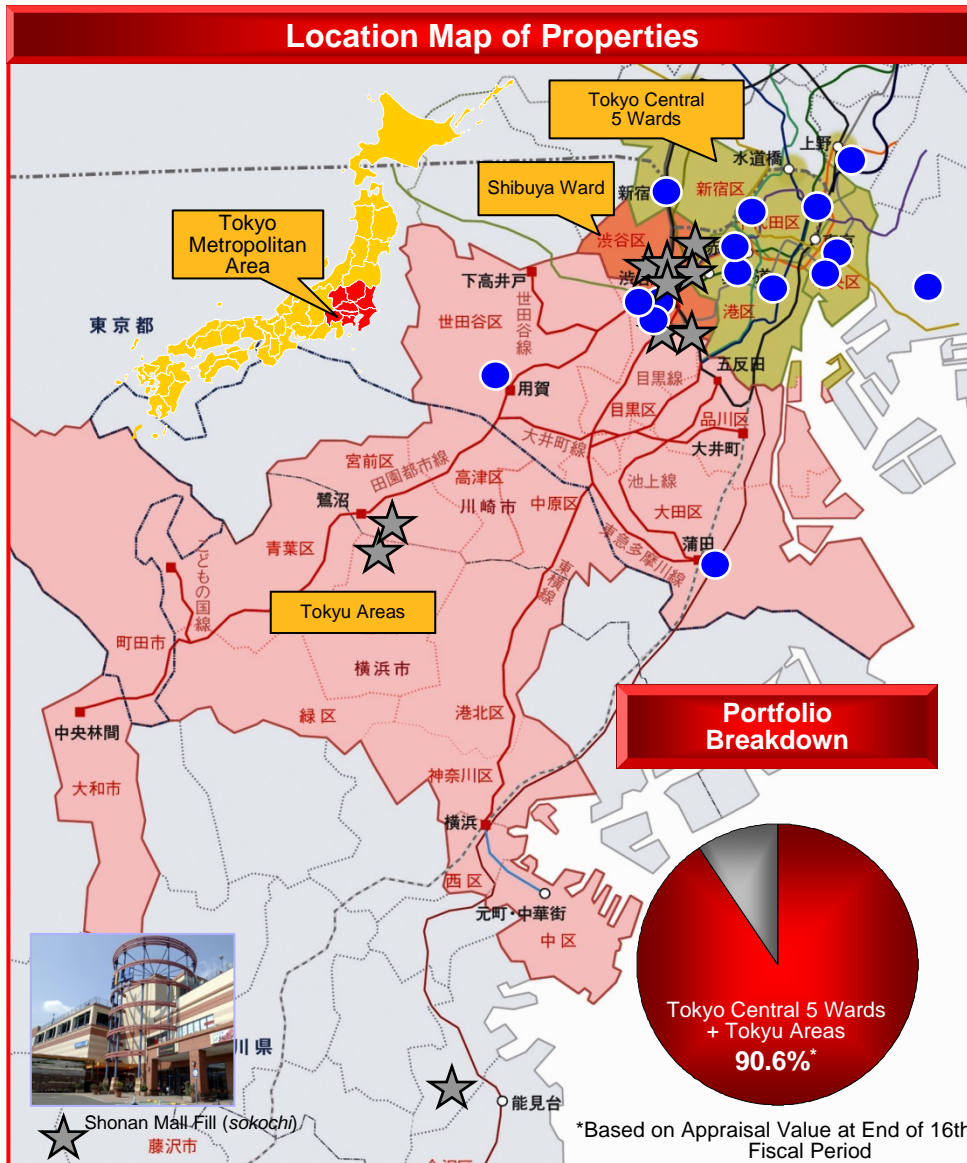 Location Map of Properties
Tokyo Central
5 Wards
上野
水道橋
Shibuya Ward
新宿
新宿区
渋谷区
代田区
Tokyo
Metropolitan
Area
下高井戸
東京都
世田谷区
世田谷線
港区
目黒線
五反田
用賀
目黒区
品川区
大井町線
大井町
宮前区
田園都市線
高津区
池上線
鷺沼
川崎市
中原区
大田区
青葉区
東急多摩川線
蒲田
こどもの国線
東横線
Tokyu Areas
町田市
横浜市
緑区
港北区
中央林間
大和市
神奈川区
横浜
西区
元町・中華街
中区
Portfolio
Breakdown
Tokyo Central 5 Wards
+ Tokyu Areas
90.6%*
川県
能見台
Shonan Mall Fill (sokochi)
藤沢市
*Based on Appraisal Value at End of 16th
Fiscal Period